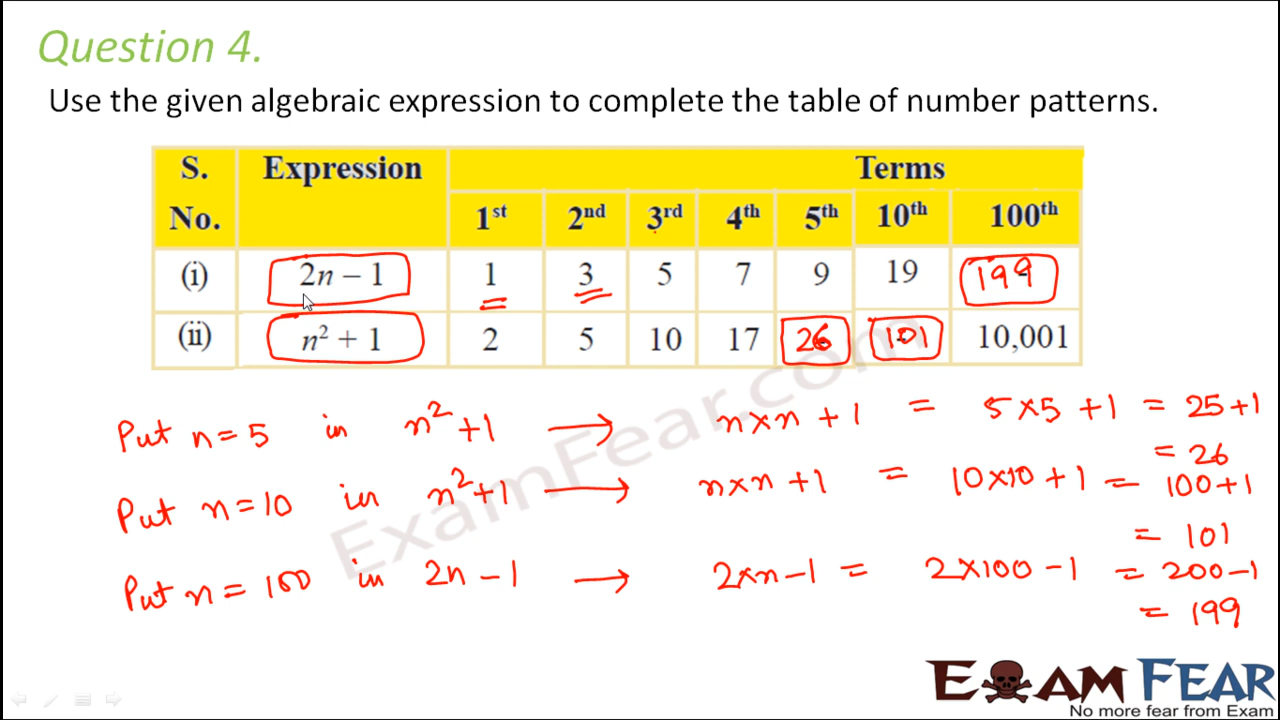 Question 4.
Use the given algebraic expression to complete the table of number patterns.
S. No. Expression Terms
1st 2nd 3rd 4th 5th 10th 100th
(i) 2n – 1 1 3 5 7 9 19 199
(ii) n² + 1 2 5 10 17 26 101 10,001
Put n = 5 in n² + 1 → n×n + 1 = 5×5 + 1 = 25 + 1
= 26
Put n = 10 in n² + 1 → n×n + 1 = 10×10 + 1 = 100 + 1
= 101
Put n = 100 in 2n – 1 → 2×n – 1 = 2×100 – 1 = 200 – 1
= 199
ExamFear.com
EXAM FEAR
No more fear from Exam